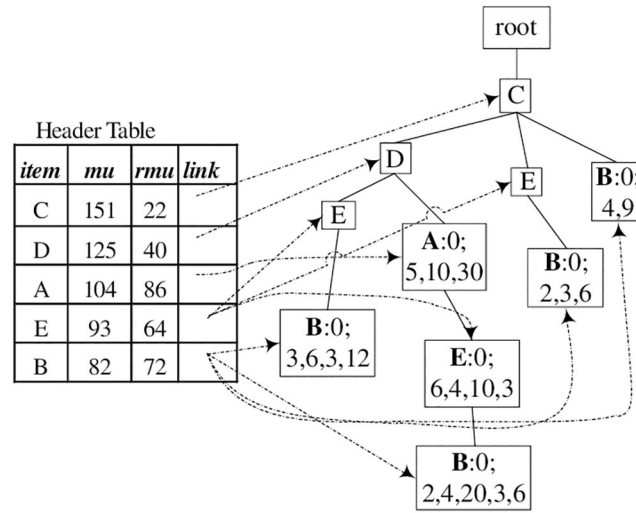 root
C
Header Table
item mu rmu link
C 151 22
D 125 40
A 104 86
E 93 64
B 82 72
D
E
E
B:0;
4,9
A:0;
5,10,30
B:0;
2,3,6
B:0;
3,6,3,12
E:0;
6,4,10,3
B:0;
2,4,20,3,6